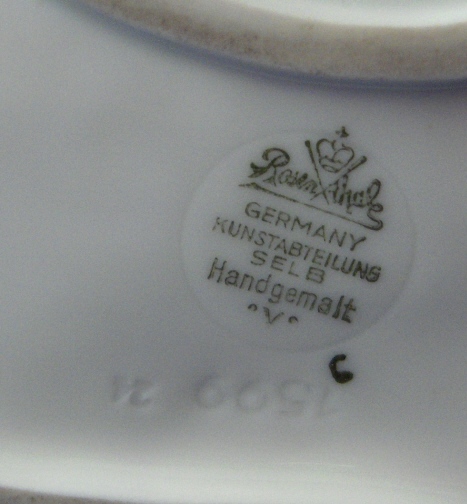 Rosenthal
GERMANY
KUNSTABTEILUNG
SELB
Handgemalt
°V°
C